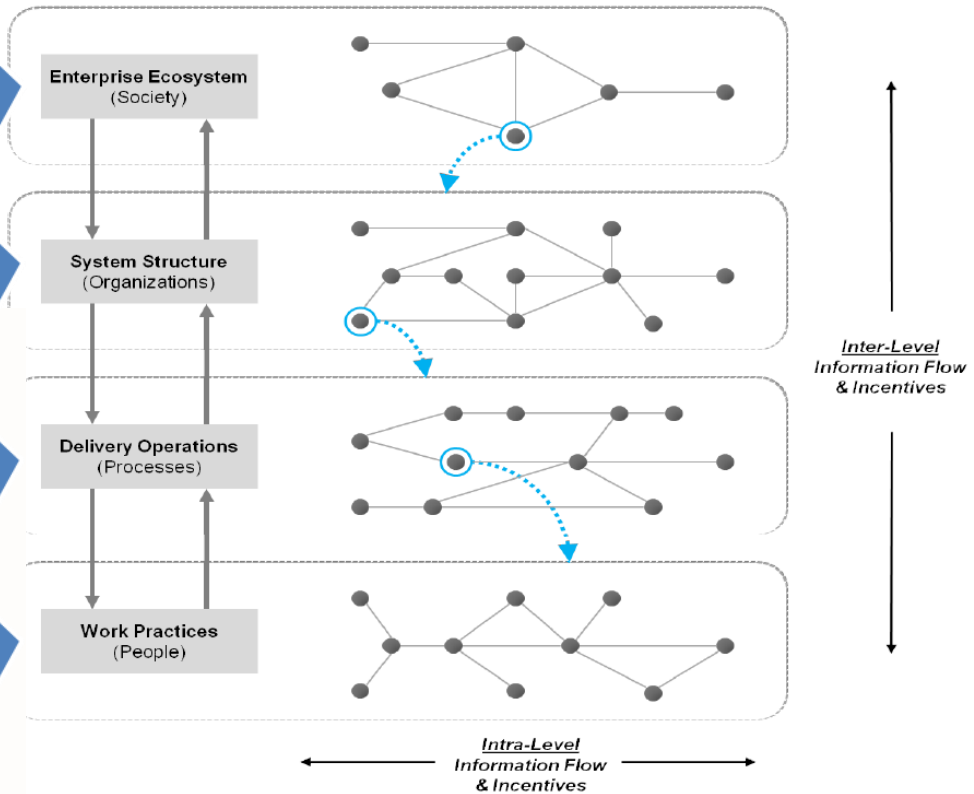 Enterprise Ecosystem
(Society)
System Structure
(Organizations)
Inter-Level
Information Flow
& Incentives
Delivery Operations
(Processes)
Work Practices
(People)
Intra-Level
Information Flow
& Incentives